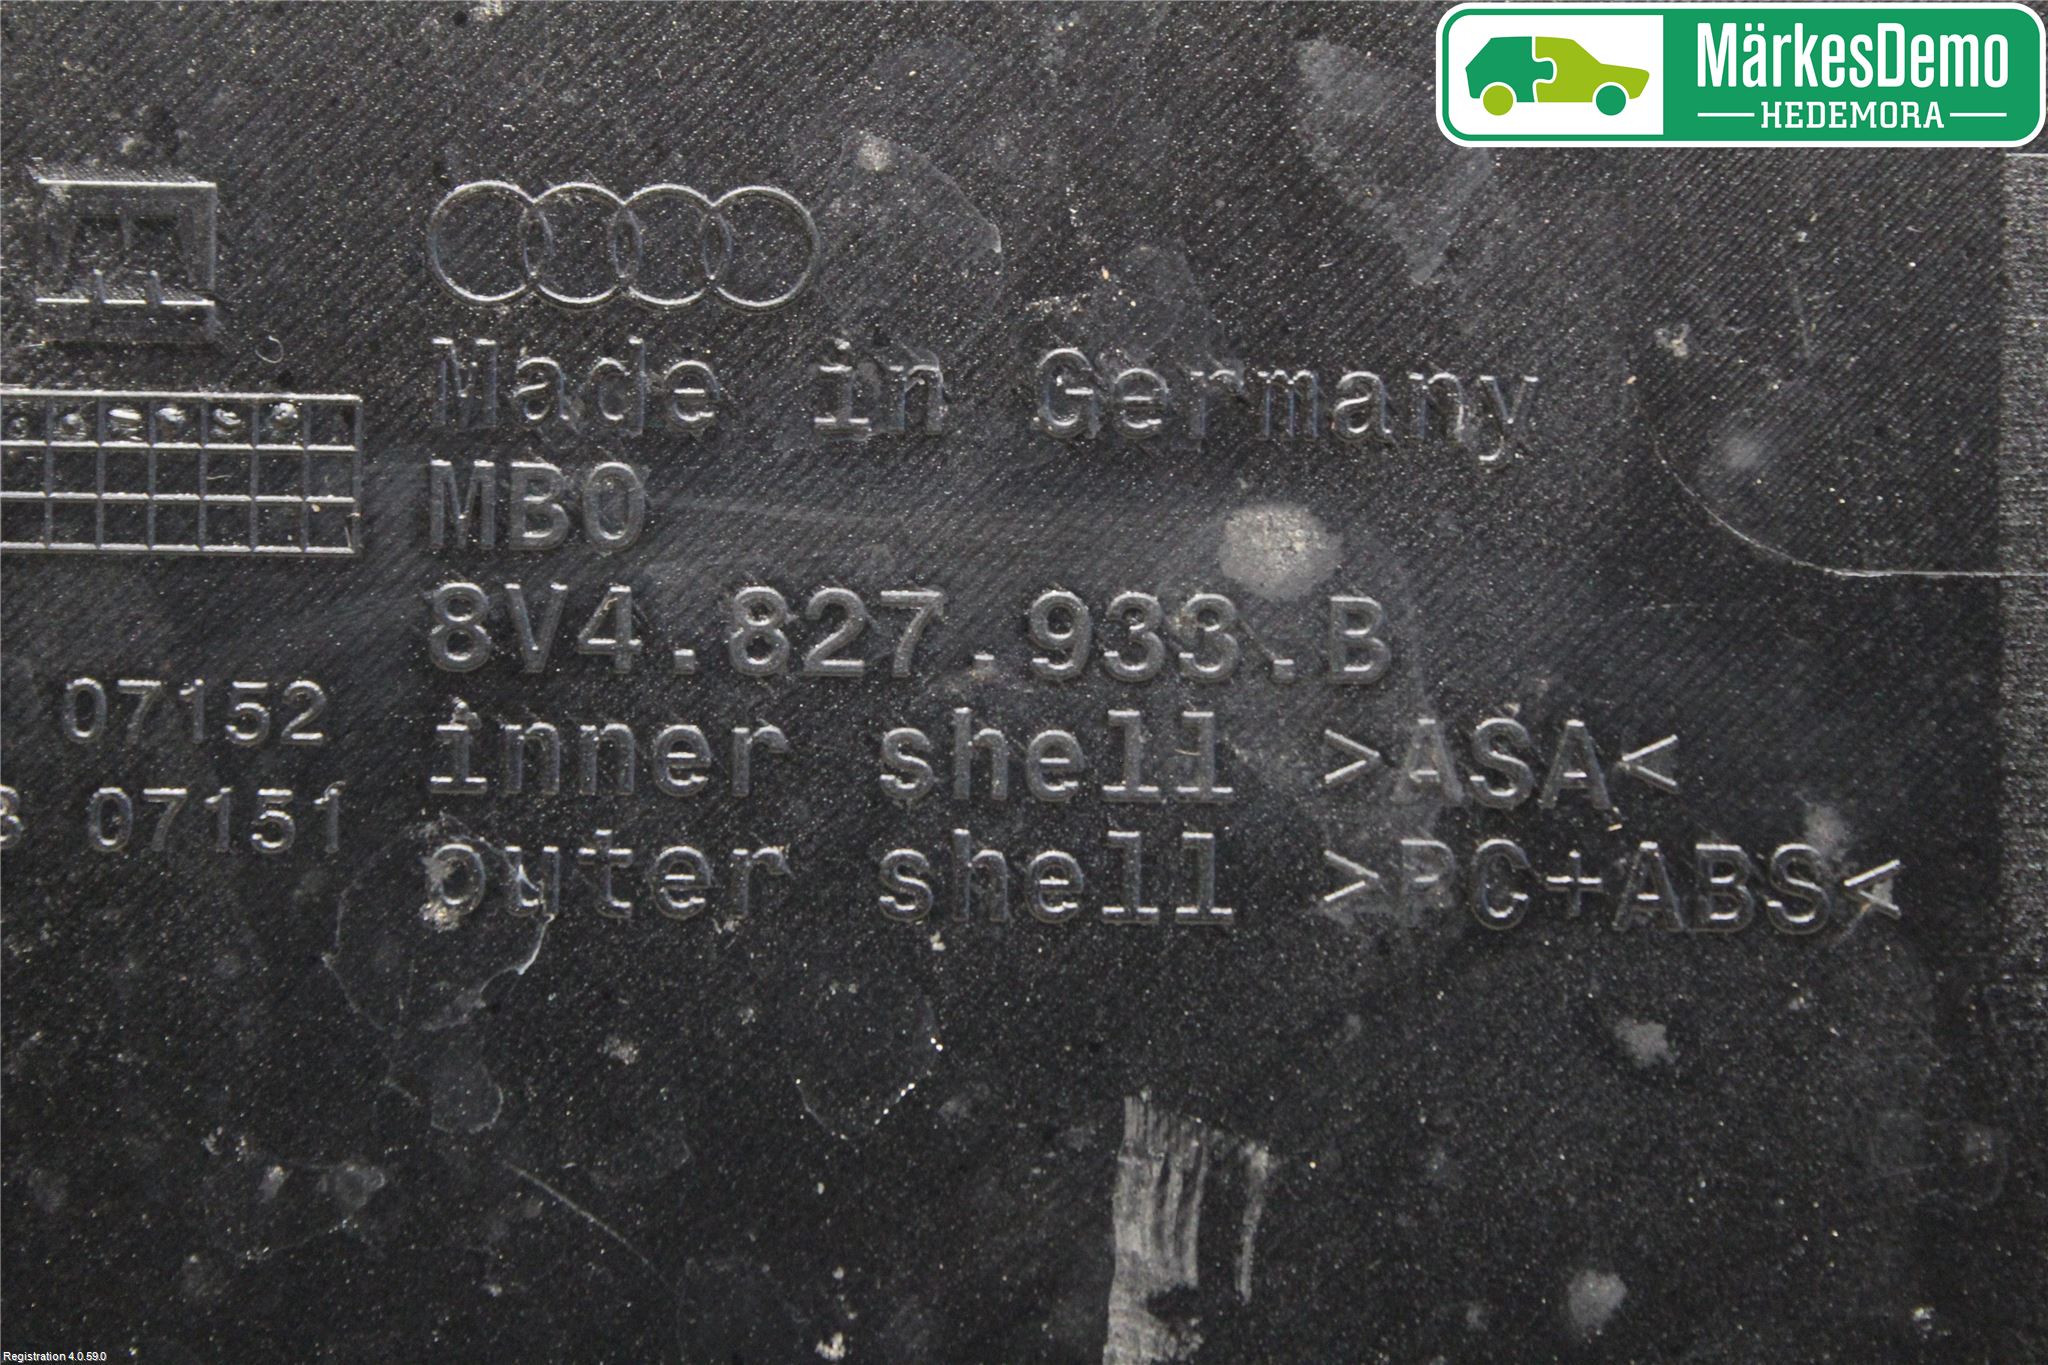 MärkesDemo
HEDEMORA
Made in Germany
MBO
8V4.827.933.B
07152
inner shell >ASA<
07151
outer shell >PC+ABS<
Registration 4.0.59.0